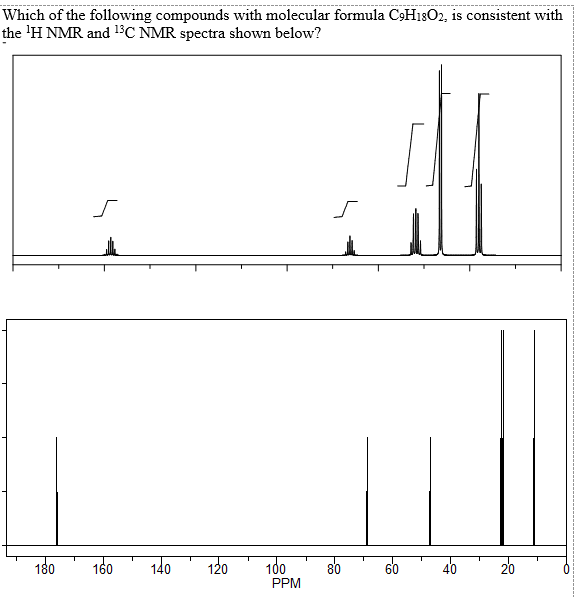 Which of the following compounds with molecular formula C₉H₁₈O₂, is consistent with
the ¹H NMR and ¹³C NMR spectra shown below?
180 160 140 120 100 80 60 40 20 0
PPM